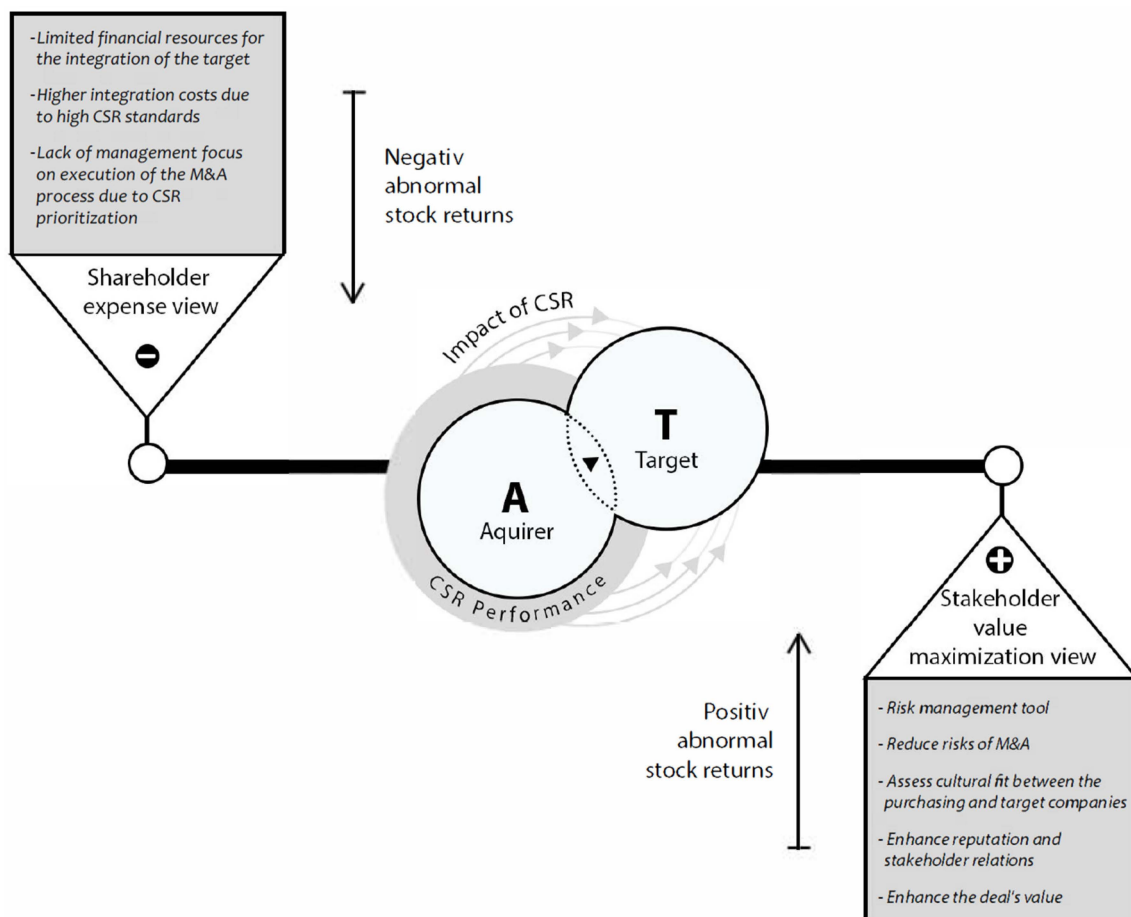 -Limited financial resources for
the integration of the target
-Higher integration costs due
to high CSR standards
-Lack of management focus
on execution of the M&A
process due to CSR
prioritization
Shareholder
expense view
Negativ
abnormal
stock returns
Impact of CSR
T
Target
A
Aquirer
CSR Performance
Stakeholder
value
maximization view
Positiv
abnormal
stock returns
- Risk management tool
- Reduce risks of M&A
- Assess cultural fit between the
purchasing and target companies
- Enhance reputation and
stakeholder relations
- Enhance the deal's value